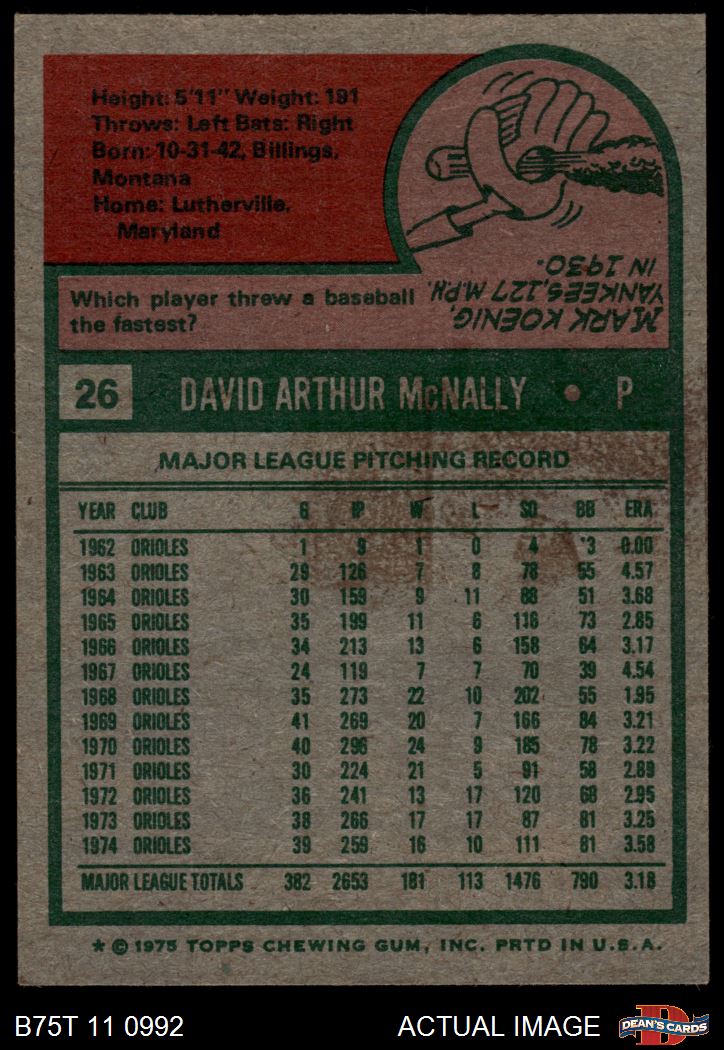 Height: 5'11" Weight: 191
Throws: Left Bats: Right
Born: 10-31-42, Billings,
Montana
Home: Lutherville,
Maryland
Which player threw a baseball
the fastest?
MARK KOENIG,
YANKEES, 127 M.P.H.
IN 1930.
26 DAVID ARTHUR McNALLY • P
MAJOR LEAGUE PITCHING RECORD
YEAR CLUB G IP W L SO BB ERA
1962 ORIOLES 1 9 1 0 4 3 0.00
1963 ORIOLES 29 126 7 8 78 55 4.57
1964 ORIOLES 30 159 9 11 88 51 3.68
1965 ORIOLES 35 199 11 6 116 73 2.85
1966 ORIOLES 34 213 13 6 158 64 3.17
1967 ORIOLES 24 119 7 7 70 39 4.54
1968 ORIOLES 35 273 22 10 202 55 1.95
1969 ORIOLES 41 269 20 7 166 84 3.21
1970 ORIOLES 40 296 24 9 185 78 3.22
1971 ORIOLES 30 224 21 5 91 58 2.89
1972 ORIOLES 36 241 13 17 120 68 2.95
1973 ORIOLES 38 266 17 17 87 81 3.25
1974 ORIOLES 39 259 16 10 111 81 3.58
MAJOR LEAGUE TOTALS 382 2653 181 113 1476 790 3.18
* © 1975 TOPPS CHEWING GUM, INC. PRTD IN U.S.A.
B75T 11 0992 ACTUAL IMAGE
D
DEAN'S CARDS